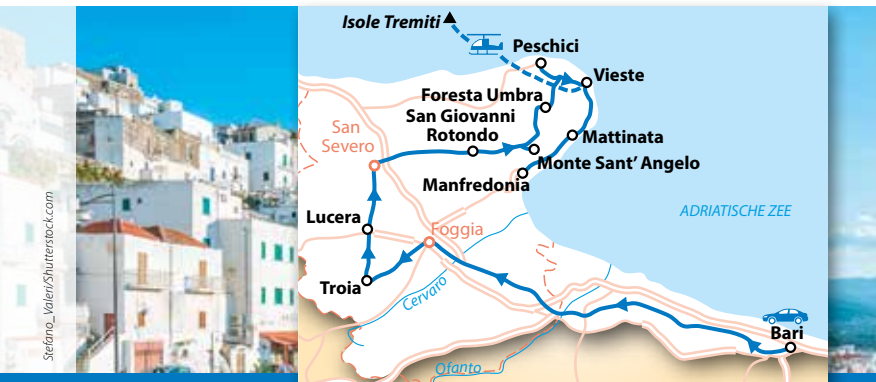 Isole Tremiti
Peschici
Vieste
Foresta Umbra
San Giovanni
Rotondo
San
Severo
Mattinata
Monte Sant' Angelo
Manfredonia
Lucera
ADRIATISCHE ZEE
Foggia
Troia
Cervaro
Bari
Ofanto
Stefano_Valeri/Shutterstock.com